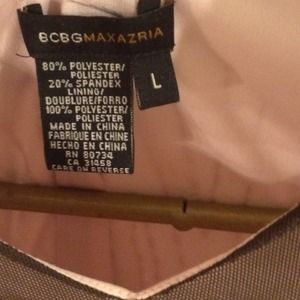 BCBGMAXAZRIA
80% POLYESTER/
POLIESTER
20% SPANDEX
LINING/
DOUBLURE/FORRO
100% POLYESTER/
POLIESTER
MADE IN CHINA
FABRIQUE EN CHINE
HECHO EN CHINA
RN 80734
CA 31458
CARE ON REVERSE
L